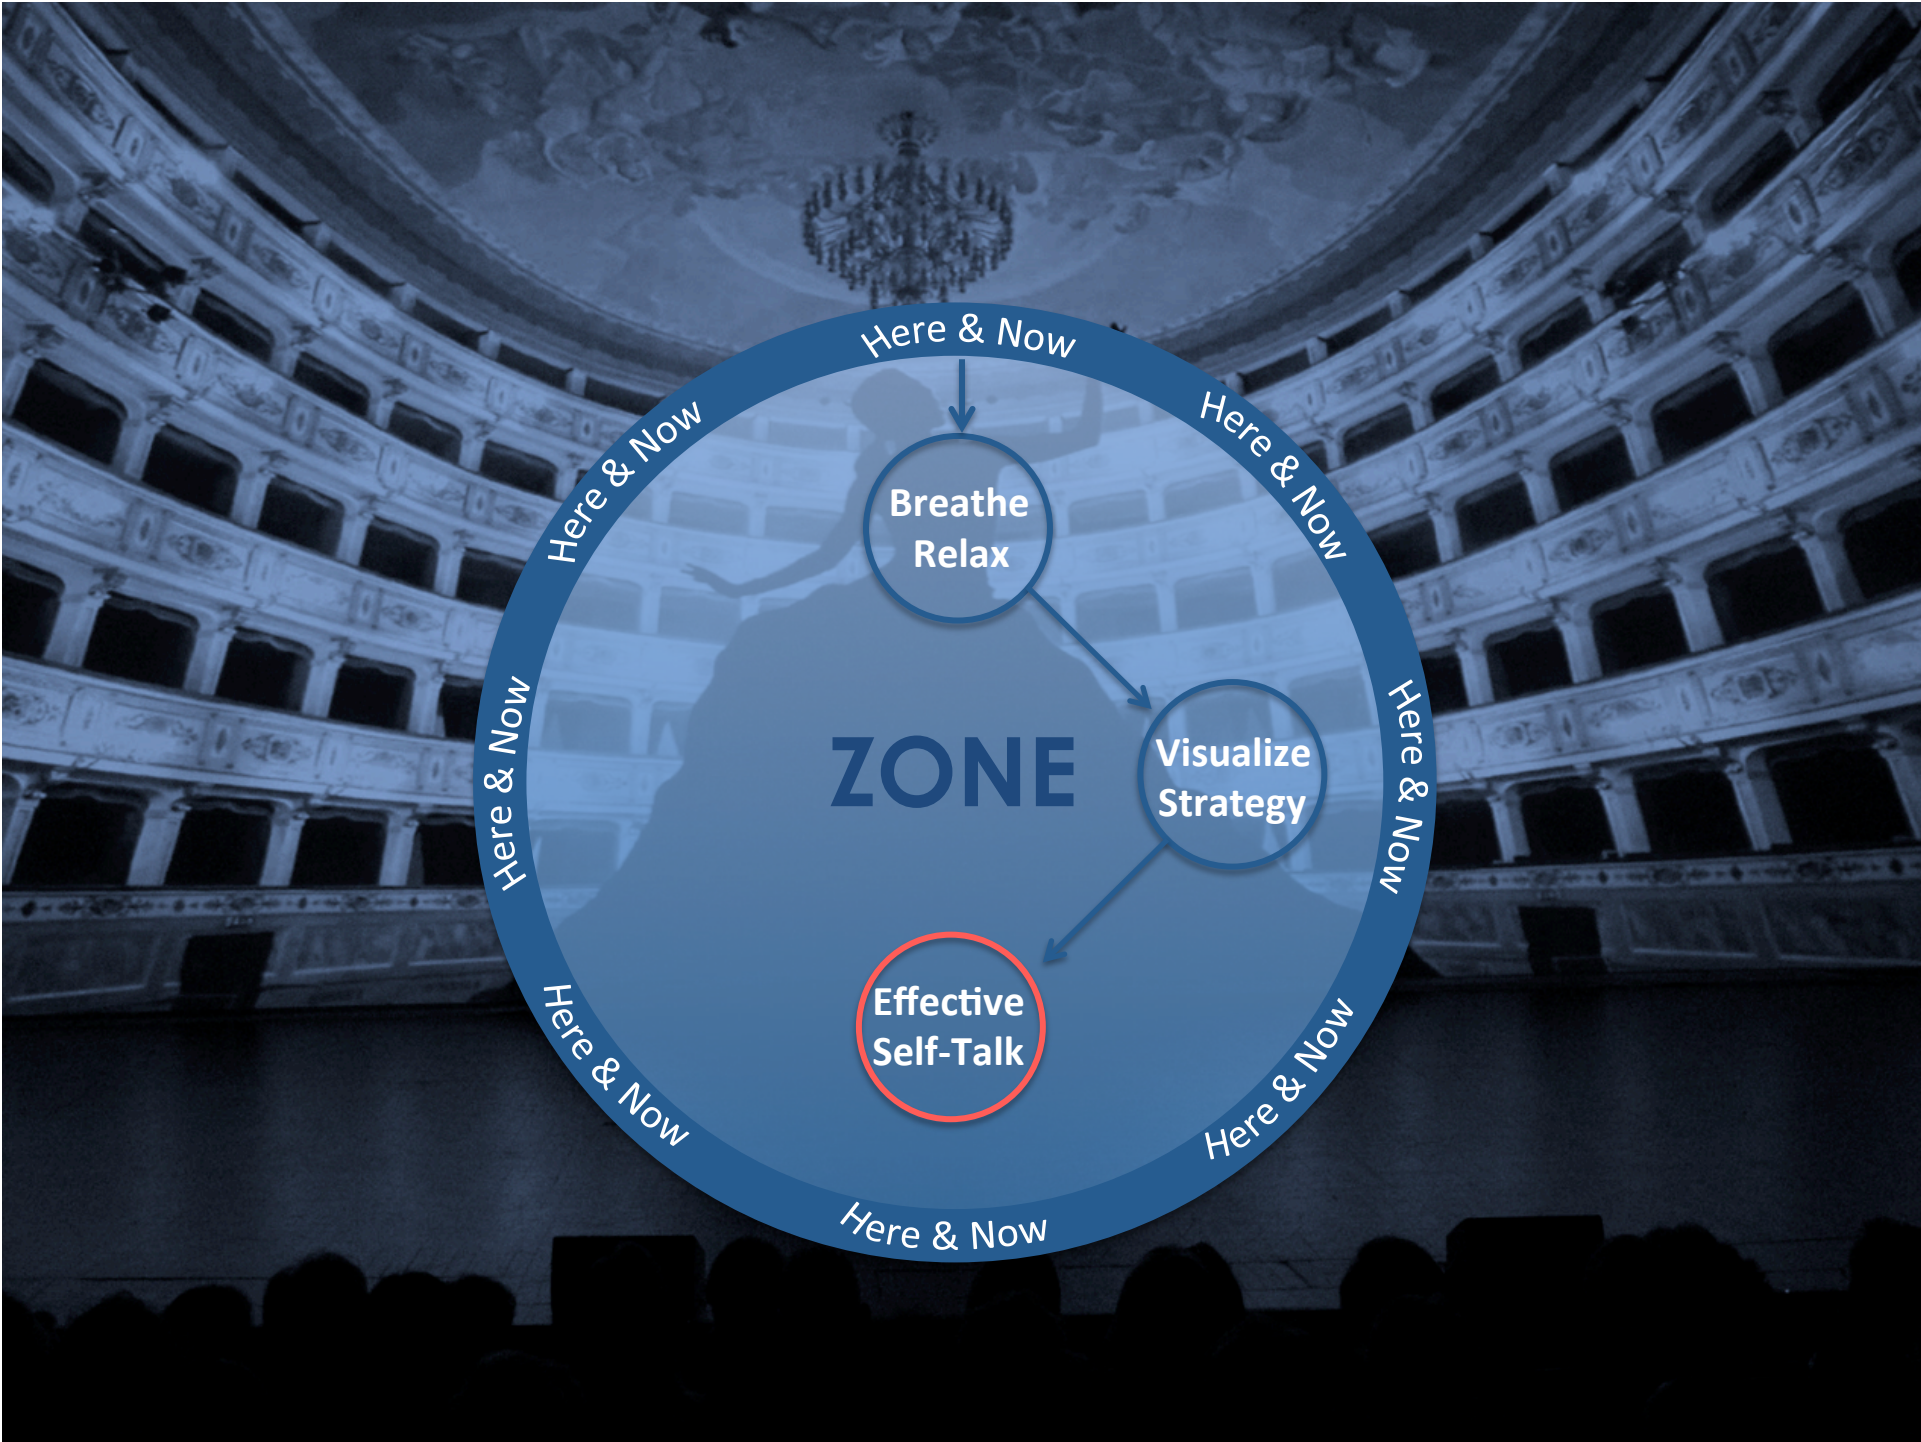 Here & Now
Here & Now
Here & Now
Breathe
Relax
Here & Now
Here & Now
ZONE
Visualize
Strategy
Effective
Self-Talk
Here & Now
Here & Now
Here & Now